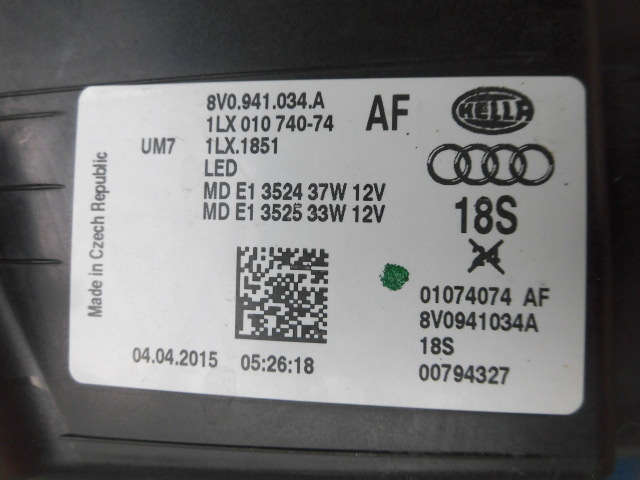 8V0.941.034.A
1LX 010 740-74
AF
HELLA
UM7
1LX.1851
LED
MD E1 3524 37W 12V
MD E1 3525 33W 12V
18S
24
Made in Czech Republic
01074074 AF
8V0941034A
18S
00794327
04.04.2015
05:26:18